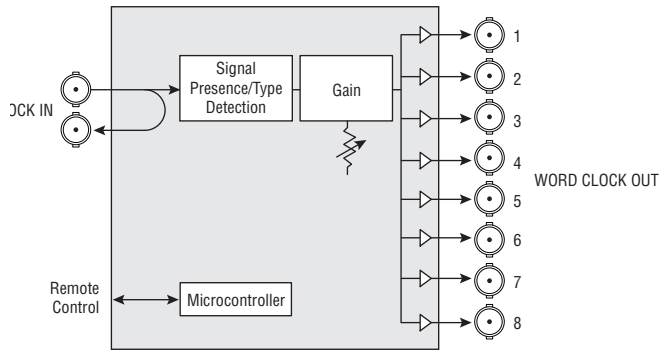 Signal
Presence/Type
Detection
Gain
OCK IN
1
2
3
4
5
6
7
8
WORD CLOCK OUT
Remote
Control
Microcontroller